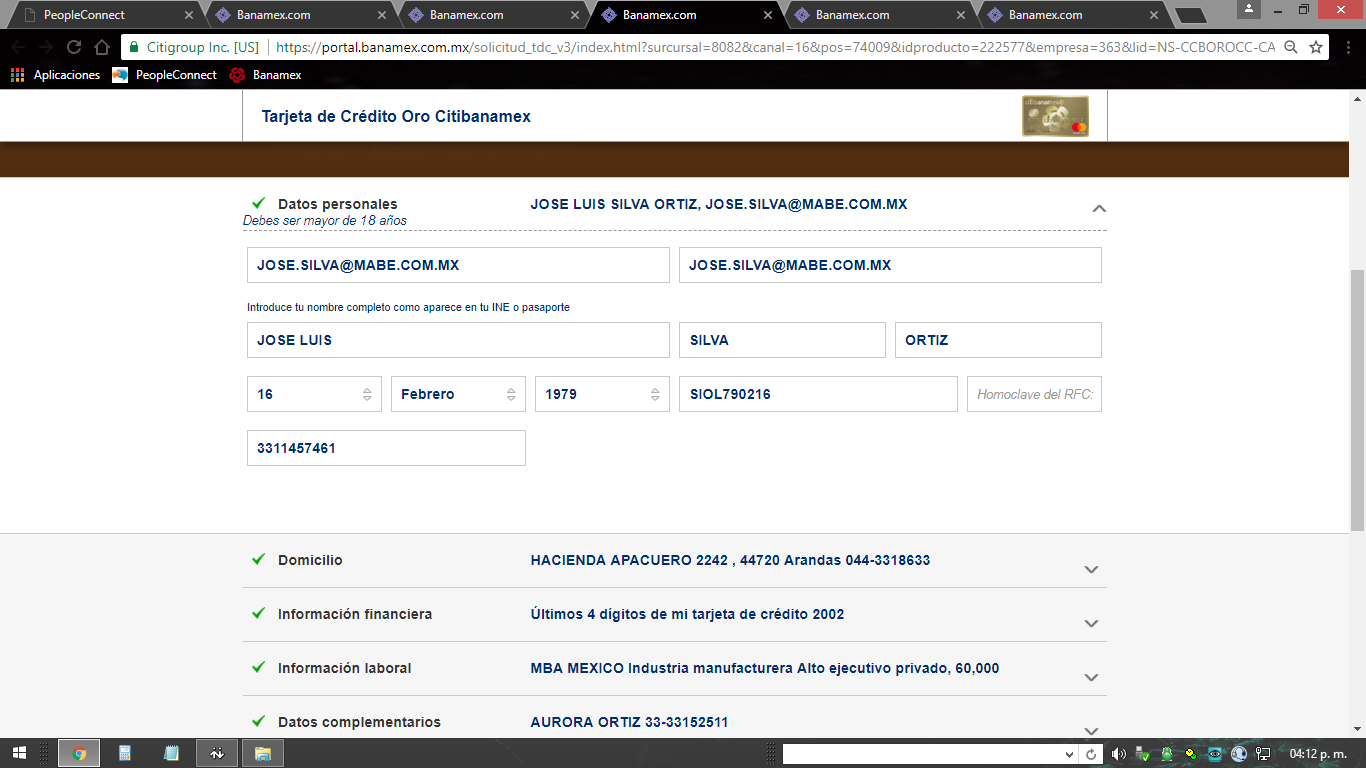 PeopleConnect
Banamex.com
Banamex.com
Banamex.com
Banamex.com
Banamex.com
Citigroup Inc. [US] https://portal.banamex.com.mx/solicitud_tdc_v3/index.html?sursursal=8082&canal=16&pos=74009&idproducto=222577&empresa=363&lid=NS-CCBOROCC-CA
Aplicaciones PeopleConnect Banamex
Tarjeta de Crédito Oro Citibanamex
Datos personales JOSE LUIS SILVA ORTIZ, JOSE.SILVA@MABE.COM.MX
Debes ser mayor de 18 años
JOSE.SILVA@MABE.COM.MX JOSE.SILVA@MABE.COM.MX
Introduce tu nombre completo como aparece en tu INE o pasaporte
JOSE LUIS SILVA ORTIZ
16 Febrero 1979 SIOL790216 Homoclave del RFC:
3311457461
Domicilio HACIENDA APACUERO 2242 , 44720 Arandas 044-3318633
Información financiera Últimos 4 dígitos de mi tarjeta de crédito 2002
Información laboral MBA MEXICO Industria manufacturera Alto ejecutivo privado, 60,000
Datos complementarios AURORA ORTIZ 33-33152511
04:12 p. m.